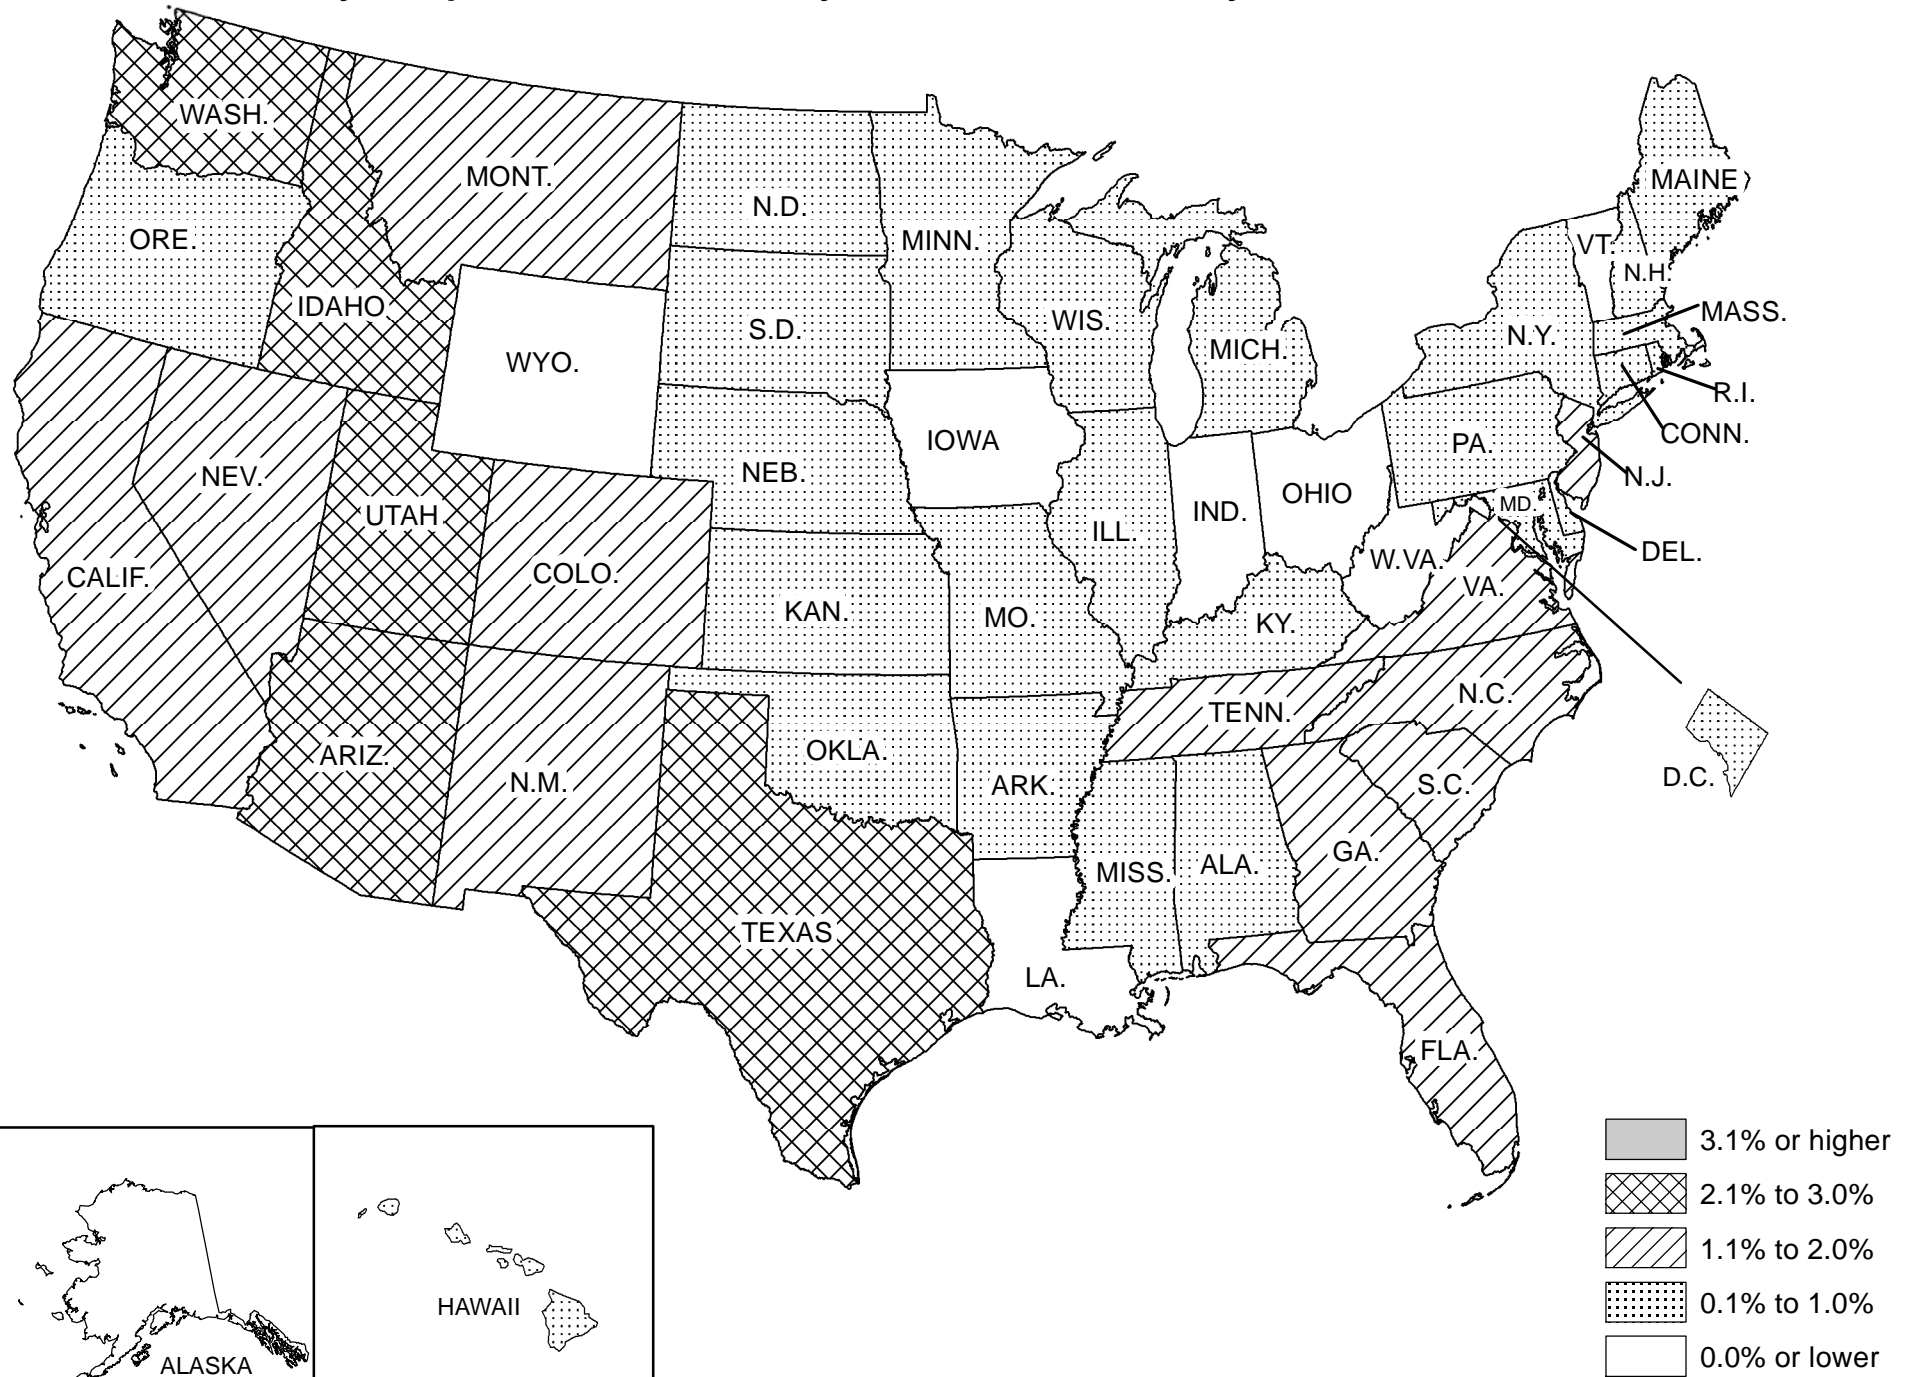 WASH.
MONT.
N.D.
MINN.
MAINE
ORE.
IDAHO
VT.
N.H.
S.D.
WIS.
MICH.
N.Y.
MASS.
WYO.
R.I.
CONN.
IOWA
PA.
NEV.
NEB.
N.J.
OHIO
MD.
UTAH
IND.
ILL.
DEL.
W.VA.
VA.
CALIF.
COLO.
KAN.
MO.
KY.
N.C.
TENN.
ARIZ.
OKLA.
D.C.
N.M.
ARK.
S.C.
GA.
MISS.
ALA.
TEXAS
LA.
FLA.
HAWAII
ALASKA
3.1% or higher
2.1% to 3.0%
1.1% to 2.0%
0.1% to 1.0%
0.0% or lower